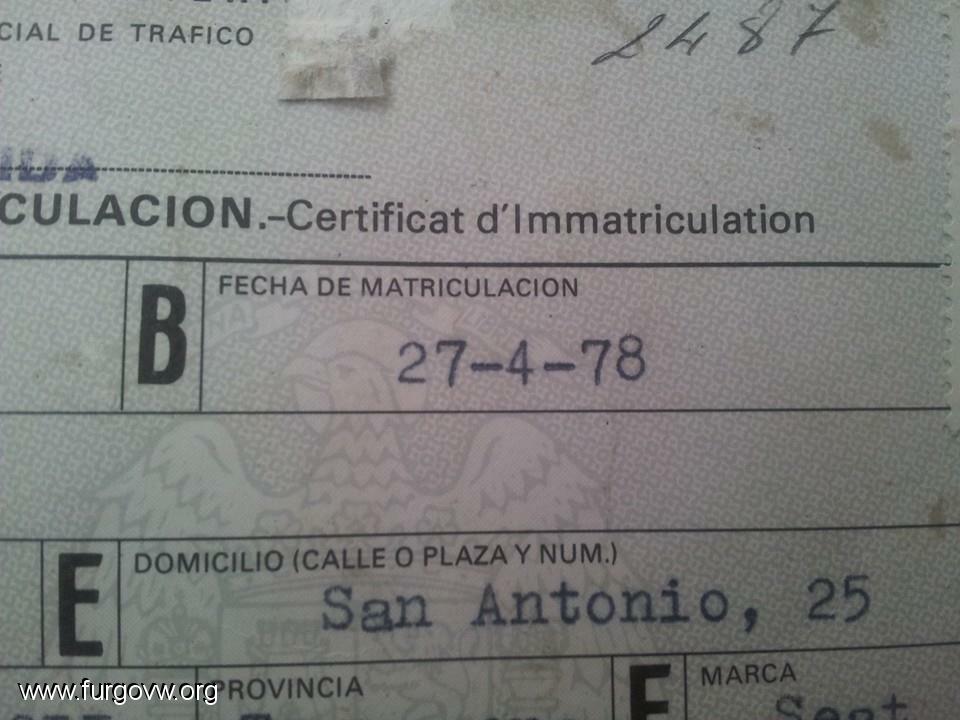 CIAL DE TRAFICO
2487
CULACION.-Certificat d'Immatriculation
B FECHA DE MATRICULACION
27-4-78
E DOMICILIO (CALLE O PLAZA Y NUM.)
San Antonio, 25
PROVINCIA
F MARCA
Seat
www.furgovw.org